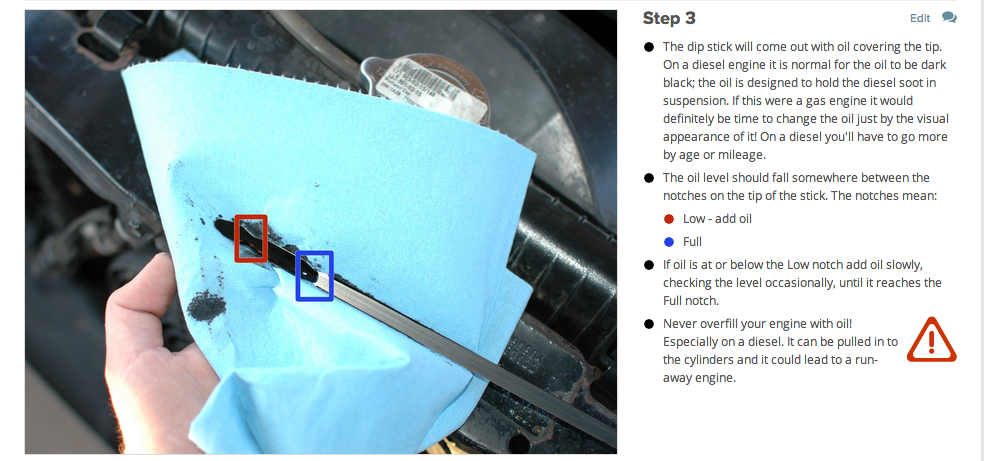 Step 3
Edit
The dip stick will come out with oil covering the tip.
On a diesel engine it is normal for the oil to be dark
black; the oil is designed to hold the diesel soot in
suspension. If this were a gas engine it would
definitely be time to change the oil just by the visual
appearance of it! On a diesel you'll have to go more
by age or mileage.
The oil level should fall somewhere between the
notches on the tip of the stick. The notches mean:
Low - add oil
Full
If oil is at or below the Low notch add oil slowly,
checking the level occasionally, until it reaches the
Full notch.
Never overfill your engine with oil!
Especially on a diesel. It can be pulled in to
the cylinders and it could lead to a run-
away engine.